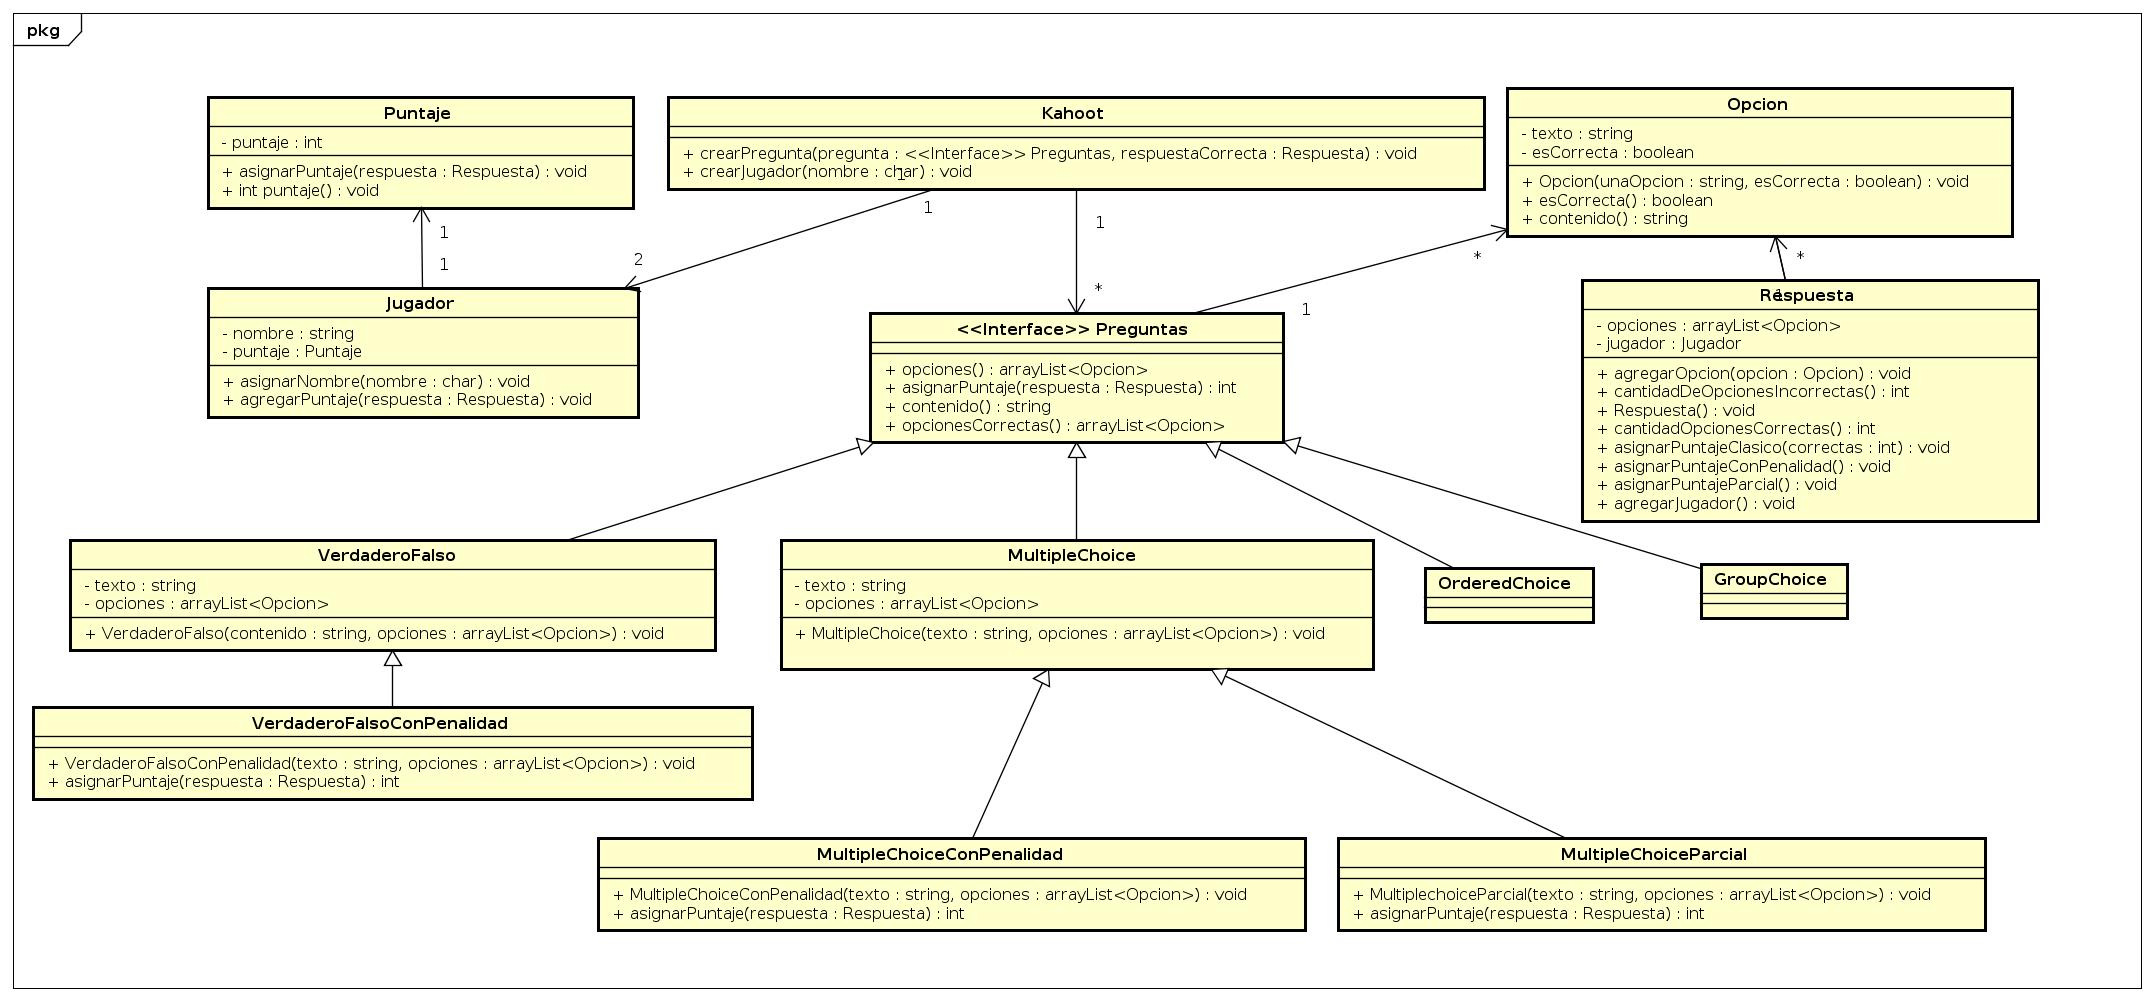 pkg
Puntaje
- puntaje : int
+ asignarPuntaje(respuesta : Respuesta) : void
+ int puntaje() : void
Kahoot
+ crearPregunta(pregunta : <<Interface>> Preguntas, respuestaCorrecta : Respuesta) : void
+ crearJugador(nombre : char) : void
1
Opcion
- texto : string
- esCorrecta : boolean
+ Opcion(unaOpcion : string, esCorrecta : boolean) : void
+ esCorrecta() : boolean
+ contenido() : string
1
1
1
2
1
*
1
*
*
1
Jugador
- nombre : string
- puntaje : Puntaje
+ asignarNombre(nombre : char) : void
+ agregarPuntaje(respuesta : Respuesta) : void
<<Interface>> Preguntas
+ opciones() : arrayList<Opcion>
+ asignarPuntaje(respuesta : Respuesta) : int
+ contenido() : string
+ opcionesCorrectas() : arrayList<Opcion>
Respuesta
- opciones : arrayList<Opcion>
- jugador : Jugador
+ agregarOpcion(opcion : Opcion) : void
+ cantidadDeOpcionesIncorrectas() : int
+ Respuesta() : void
+ cantidadOpcionesCorrectas() : int
+ asignarPuntajeClasico(correctas : int) : void
+ asignarPuntajeConPenalidad() : void
+ asignarPuntajeParcial() : void
+ agregarJugador() : void
VerdaderoFalso
- texto : string
- opciones : arrayList<Opcion>
+ VerdaderoFalso(contenido : string, opciones : arrayList<Opcion>) : void
MultipleChoice
- texto : string
- opciones : arrayList<Opcion>
+ MultipleChoice(texto : string, opciones : arrayList<Opcion>) : void
OrderedChoice
GroupChoice
VerdaderoFalsoConPenalidad
+ VerdaderoFalsoConPenalidad(texto : string, opciones : arrayList<Opcion>) : void
+ asignarPuntaje(respuesta : Respuesta) : int
MultipleChoiceConPenalidad
+ MultipleChoiceConPenalidad(texto : string, opciones : arrayList<Opcion>) : void
+ asignarPuntaje(respuesta : Respuesta) : int
MultipleChoiceParcial
+ MultiplechoiceParcial(texto : string, opciones : arrayList<Opcion>) : void
+ asignarPuntaje(respuesta : Respuesta) : int